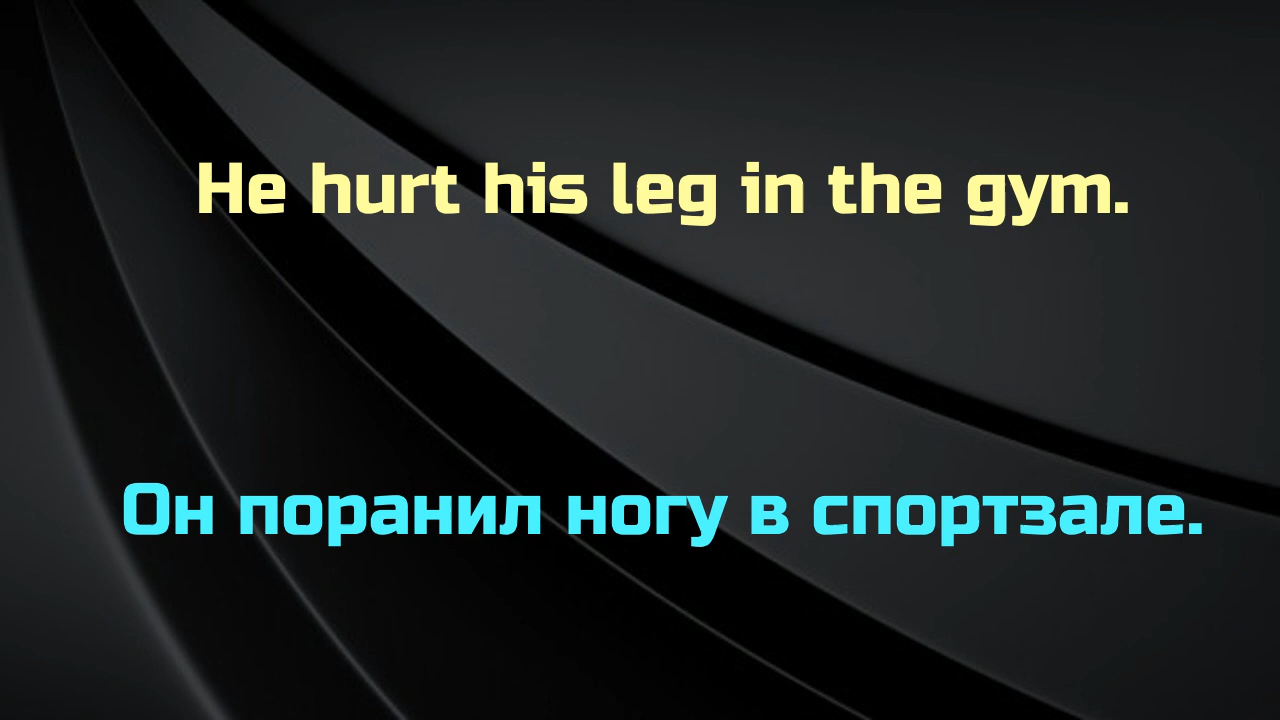 He hurt his leg in the gym.
Он поранил ногу в спортзале.